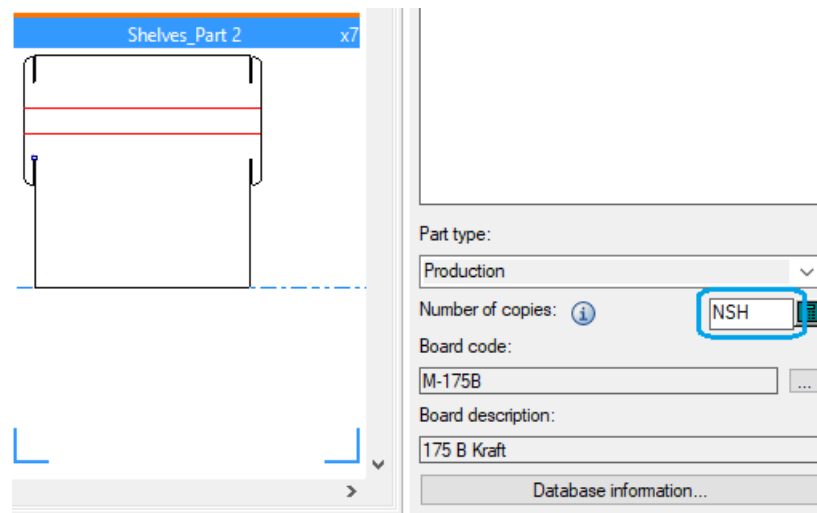 Shelves_Part 2 x7
Part type:
Production
Number of copies:
NSH
Board code:
M-175B
...
Board description:
175 B Kraft
Database information...